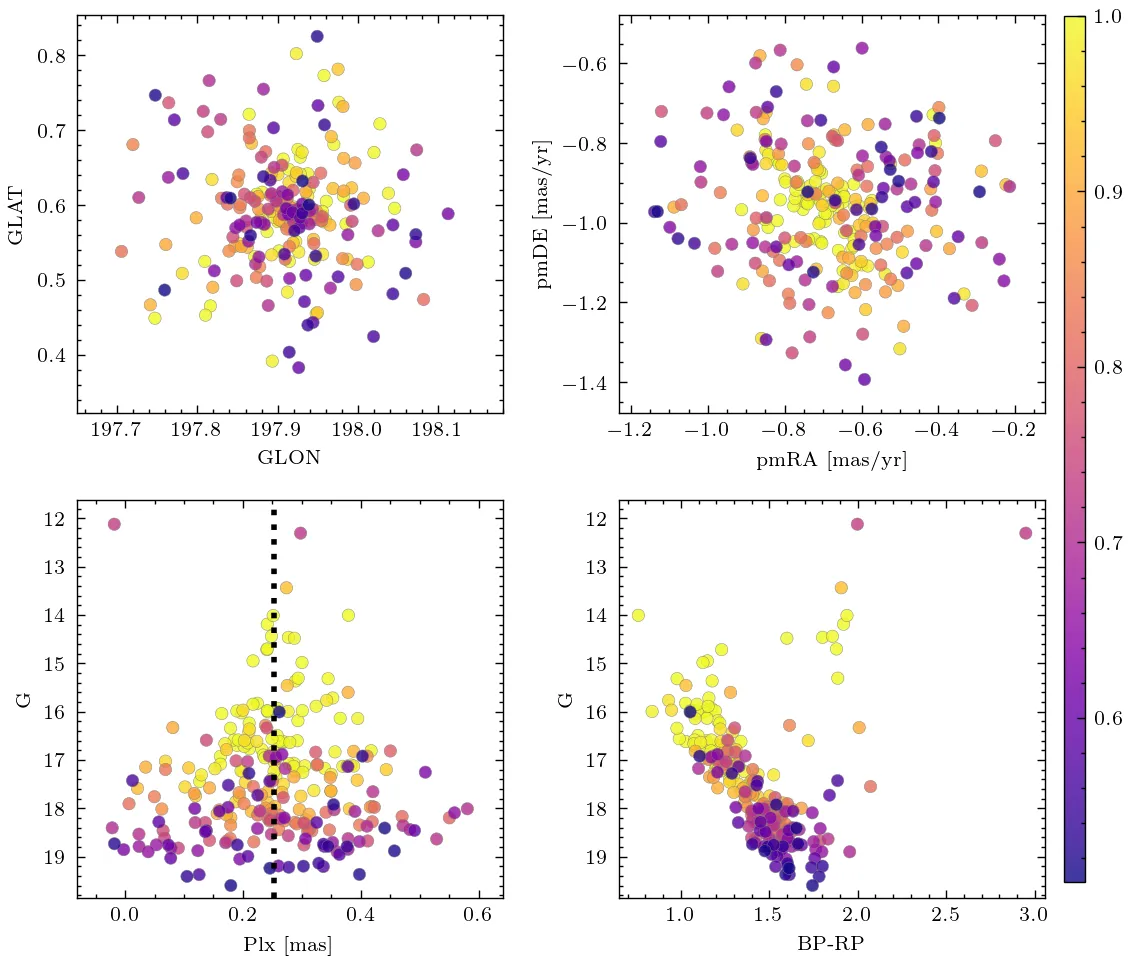 0.8
0.7
0.6
0.5
0.4
GLAT
197.7 197.8 197.9 198.0 198.1
GLON
−0.6
−0.8
−1.0
−1.2
−1.4
pmDE [mas/yr]
−1.2 −1.0 −0.8 −0.6 −0.4 −0.2
pmRA [mas/yr]
12
13
14
15
16
17
18
19
G
0.0 0.2 0.4 0.6
Plx [mas]
12
13
14
15
16
17
18
19
G
1.0 1.5 2.0 2.5 3.0
BP-RP
1.0
0.9
0.8
0.7
0.6